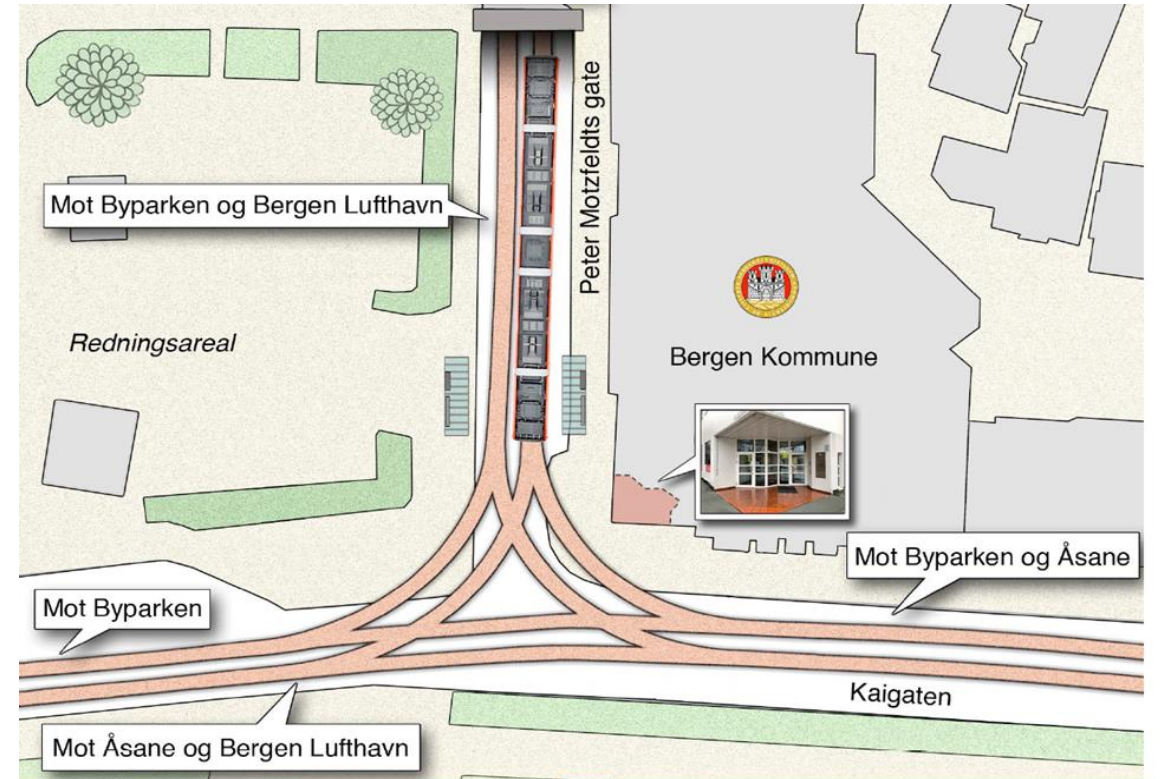 Peter Motzfeldts gate
Mot Byparken og Bergen Lufthavn
Redningsareal
Bergen Kommune
Mot Byparken og Åsane
Mot Byparken
Kaigaten
Mot Åsane og Bergen Lufthavn